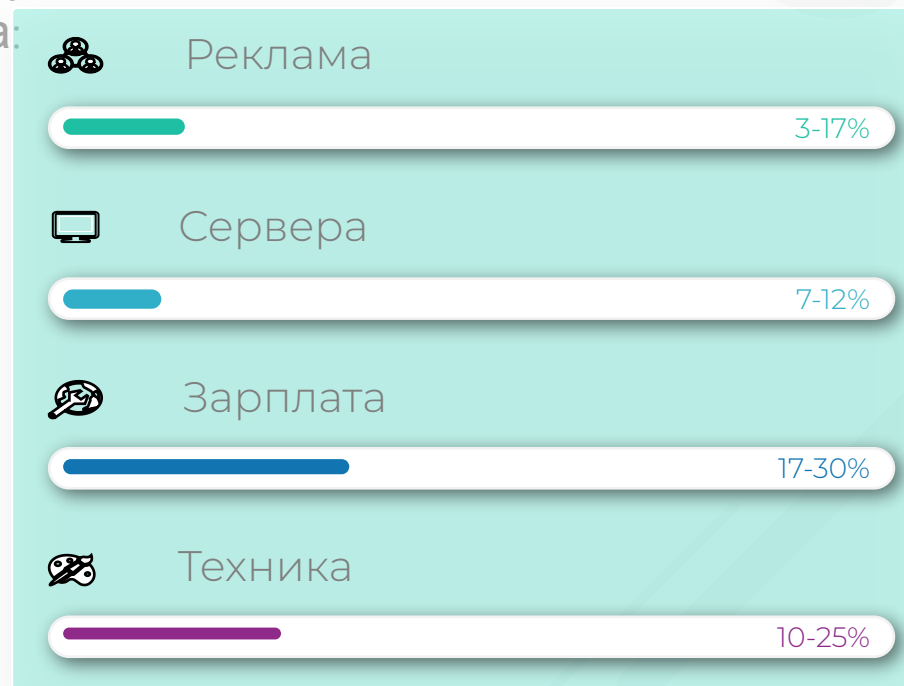 а:
Реклама
3-17%
Сервера
7-12%
Зарплата
17-30%
Техника
10-25%